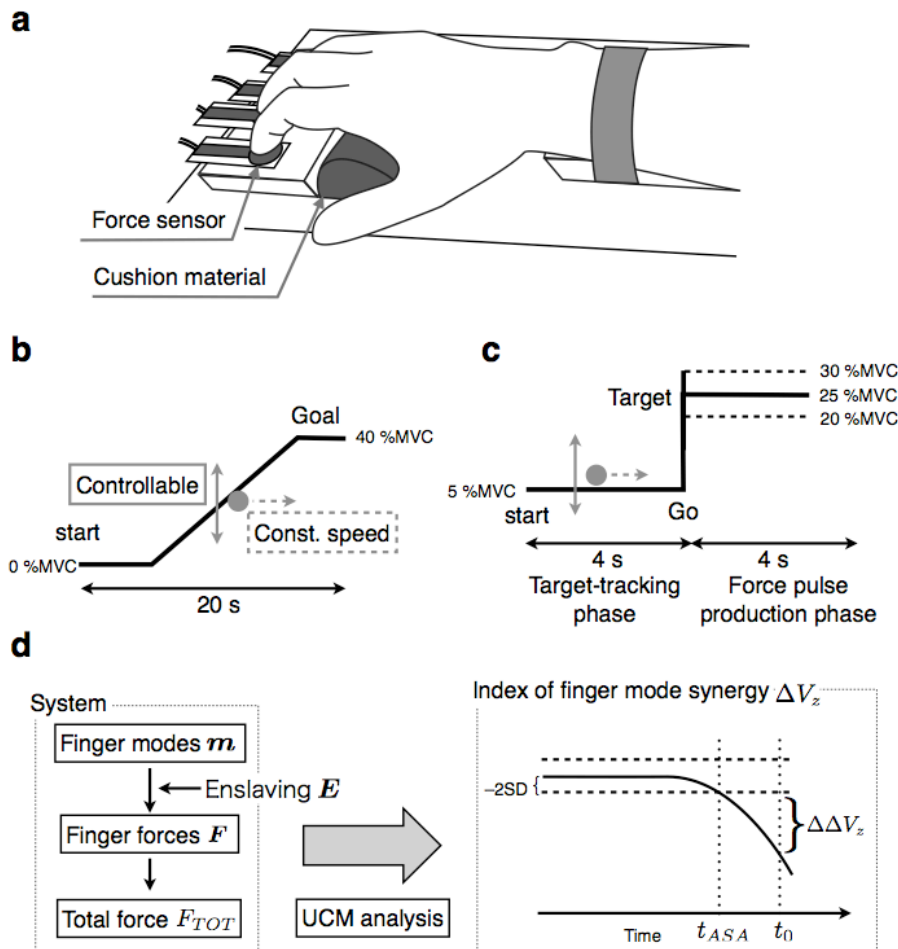 a
Force sensor
Cushion material
b
Goal
40 %MVC
Controllable
start
Const. speed
0 %MVC
20 s
c
30 %MVC
Target
25 %MVC
20 %MVC
5 %MVC
start
Go
4 s
4 s
Target-tracking
phase
Force pulse
production phase
d
System
Finger modes m
Enslaving E
Finger forces F
Total force F_TOT
UCM analysis
Index of finger mode synergy ΔV_z
−2SD {
} ΔΔV_z
Time
t_ASA
t_0